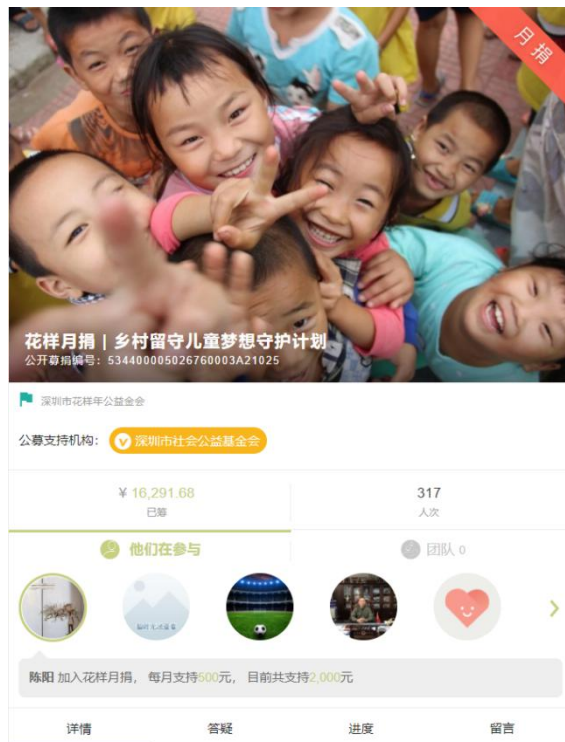 月捐
花样月捐 | 乡村留守儿童梦想守护计划
公开募捐编号：534400005026760003A21025
深圳市花样年公益金会
公募支持机构： 深圳市社会公益基金会
¥ 16,291.68
已筹
317
人次
他们在参与
团队 0
陈阳 加入花样月捐， 每月支持500元， 目前共支持2,000元
详情 答疑 进度 留言